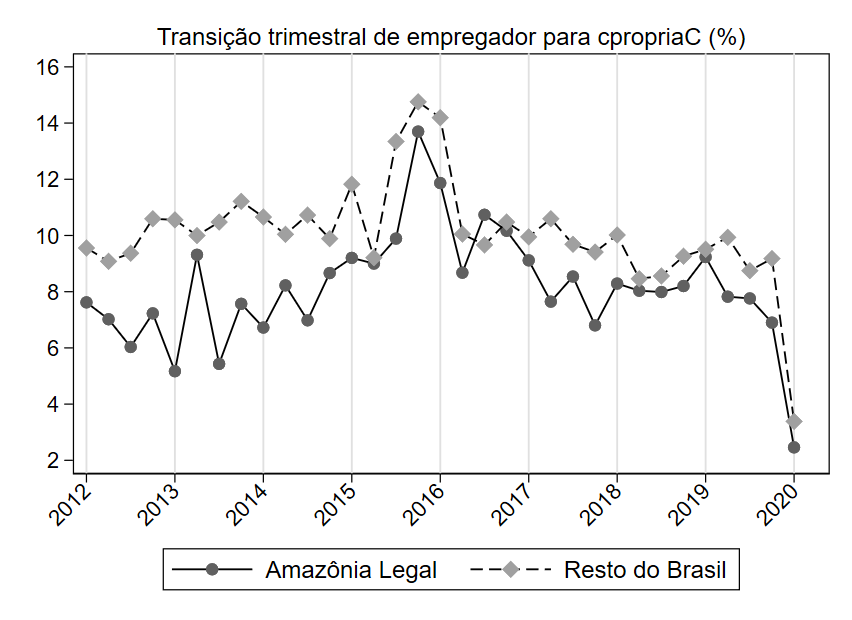 Transição trimestral de empregador para cpropriaC (%)
16
14
12
10
8
6
4
2
2012 2013 2014 2015 2016 2017 2018 2019 2020
Amazônia Legal Resto do Brasil